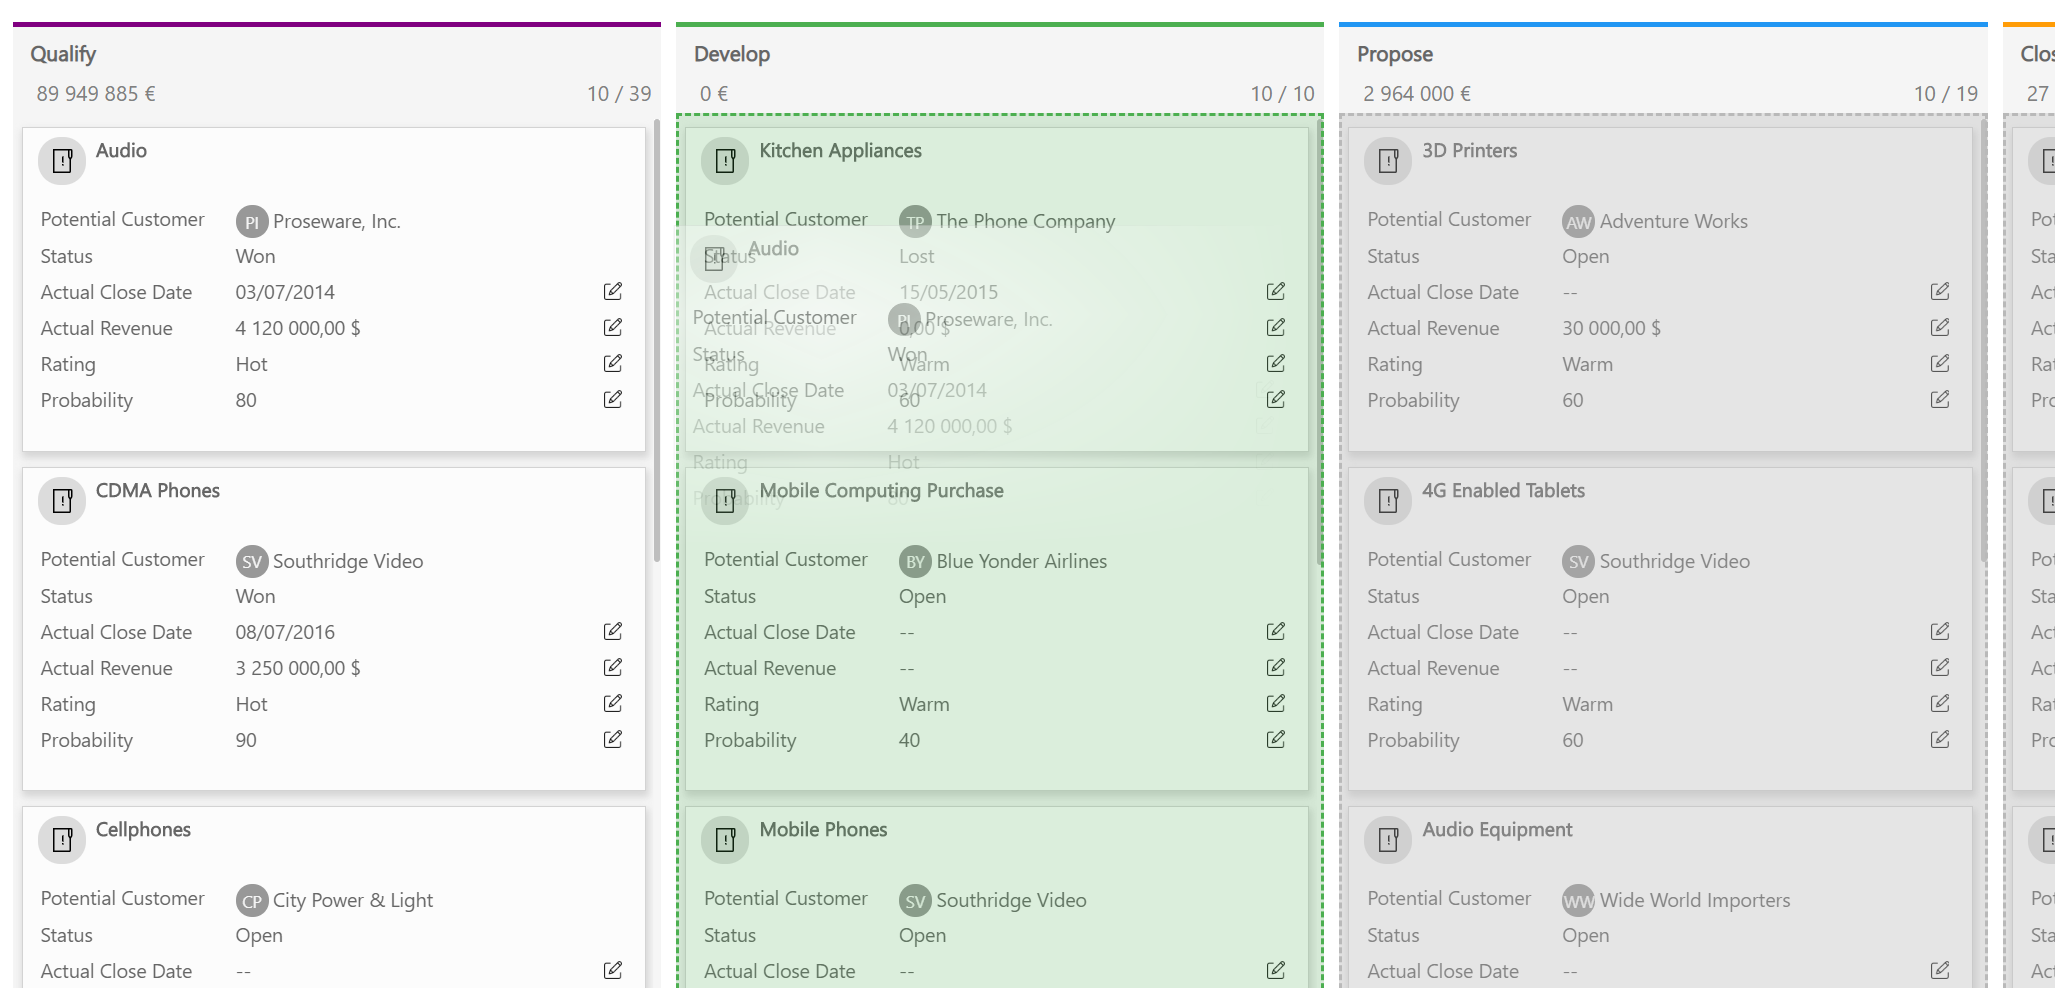 Qualify
89 949 885 €
10 / 39
Audio
Potential Customer
PI
Proseware, Inc.
Status
Won
Actual Close Date
03/07/2014
Actual Revenue
4 120 000,00 $
Rating
Hot
Probability
80
CDMA Phones
Potential Customer
SV
Southridge Video
Status
Won
Actual Close Date
08/07/2016
Actual Revenue
3 250 000,00 $
Rating
Hot
Probability
90
Cellphones
Potential Customer
CP
City Power & Light
Status
Open
Actual Close Date
--
Develop
0 €
10 / 10
Kitchen Appliances
Potential Customer
TP
The Phone Company
Status
Lost
Actual Close Date
15/05/2015
Actual Revenue
0,00 $
Rating
Warm
Probability
60
Audio
Potential Customer
PI
Proseware, Inc.
Status
Won
Actual Close Date
03/07/2014
Actual Revenue
4 120 000,00 $
Rating
Hot
Probability
80
Mobile Computing Purchase
Potential Customer
BY
Blue Yonder Airlines
Status
Open
Actual Close Date
--
Actual Revenue
--
Rating
Warm
Probability
40
Mobile Phones
Potential Customer
SV
Southridge Video
Status
Open
Actual Close Date
--
Propose
2 964 000 €
10 / 19
3D Printers
Potential Customer
AW
Adventure Works
Status
Open
Actual Close Date
--
Actual Revenue
30 000,00 $
Rating
Warm
Probability
60
4G Enabled Tablets
Potential Customer
SV
Southridge Video
Status
Open
Actual Close Date
--
Actual Revenue
--
Rating
Warm
Probability
60
Audio Equipment
Potential Customer
WW
Wide World Importers
Status
Open
Actual Close Date
--
Clos
27